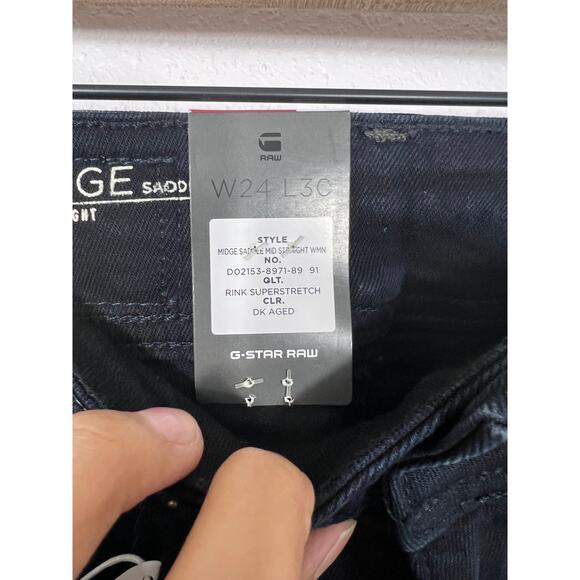 RAW
W24 L30
GE SADD
GHT
STYLE
MIDGE SADDLE MID STRAIGHT WMN
NO.
D02153-8971-89 91
QLT.
RINK SUPERSTRETCH
CLR.
DK AGED
G-STAR RAW